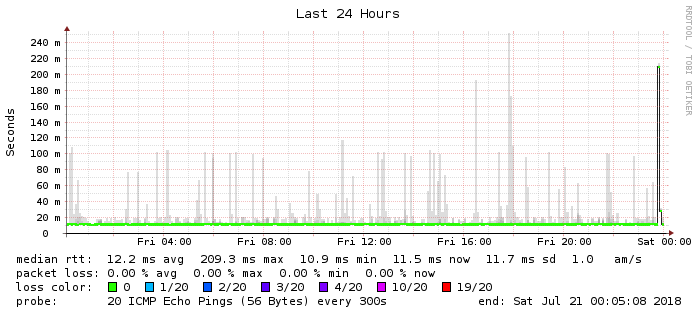 Last 24 Hours
RRDTOOL / TOBI OETIKER
Seconds
240 m
220 m
200 m
180 m
160 m
140 m
120 m
100 m
80 m
60 m
40 m
20 m
0
Fri 04:00 Fri 08:00 Fri 12:00 Fri 16:00 Fri 20:00 Sat 00:00
median rtt: 12.2 ms avg 209.3 ms max 10.9 ms min 11.5 ms now 11.7 ms sd 1.0 am/s
packet loss: 0.00 % avg 0.00 % max 0.00 % min 0.00 % now
loss color: 0 1/20 2/20 3/20 4/20 10/20 19/20
probe: 20 ICMP Echo Pings (56 Bytes) every 300s end: Sat Jul 21 00:05:08 2018